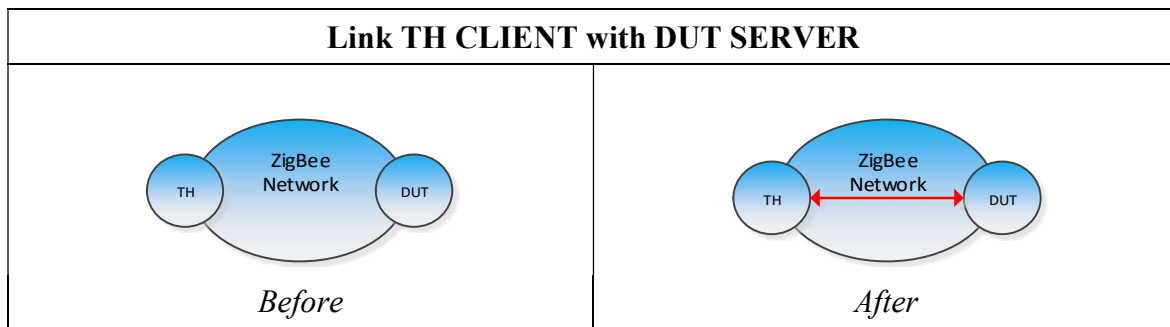 Link TH CLIENT with DUT SERVER
ZigBee
Network
TH
DUT
Before
ZigBee
Network
TH
DUT
After